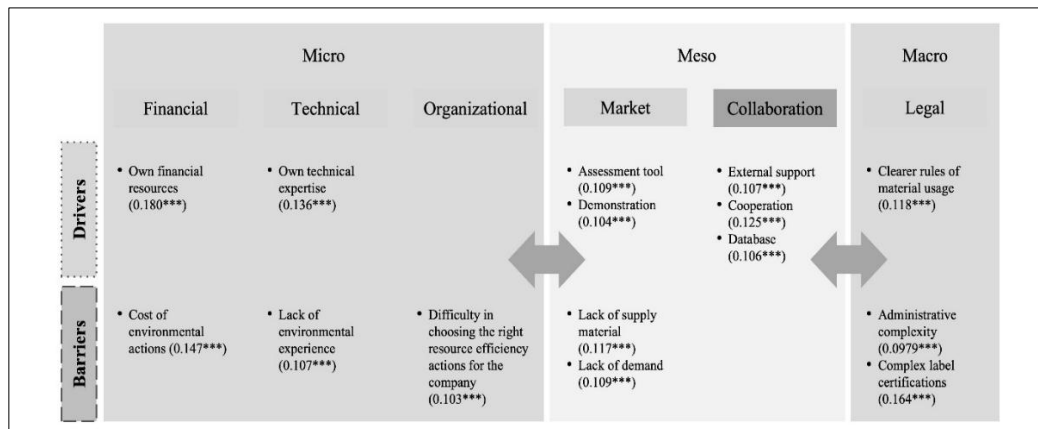 Micro
Meso
Macro
Financial
Technical
Organizational
Market
Collaboration
Legal
Drivers
• Own financial
resources
(0.180***)
• Own technical
expertise
(0.136***)
• Assessment tool
(0.109***)
• Demonstration
(0.104***)
• External support
(0.107***)
• Cooperation
(0.125***)
• Database
(0.106***)
• Clearer rules of
material usage
(0.118***)
Barriers
• Cost of
environmental
actions (0.147***)
• Lack of
environmental
experience
(0.107***)
• Difficulty in
choosing the right
resource efficiency
actions for the
company
(0.103***)
• Lack of supply
material
(0.117***)
• Lack of demand
(0.109***)
• Administrative
complexity
(0.0979***)
• Complex label
certifications
(0.164***)